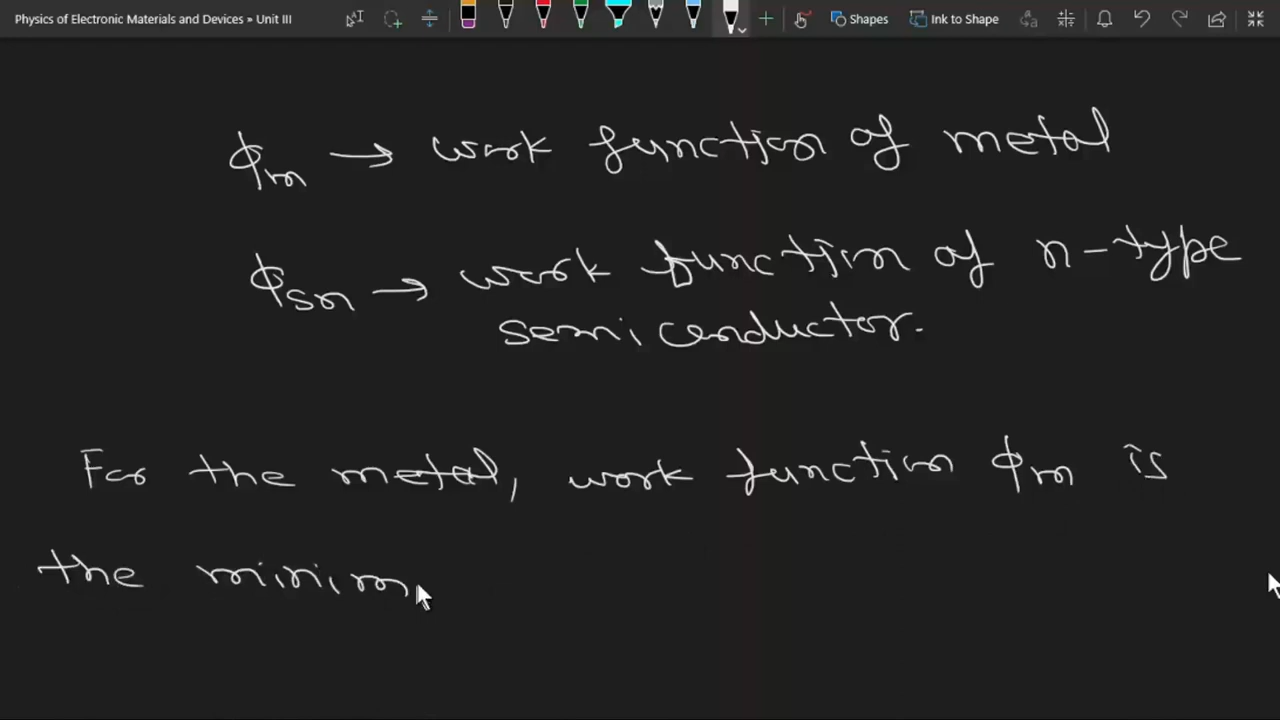 Physics of Electronic Materials and Devices » Unit III
Shapes
Ink to Shape
ϕm → work function of metal
ϕsn → work function of n-type
semiconductor.
For the metal, work function ϕm is
the minim